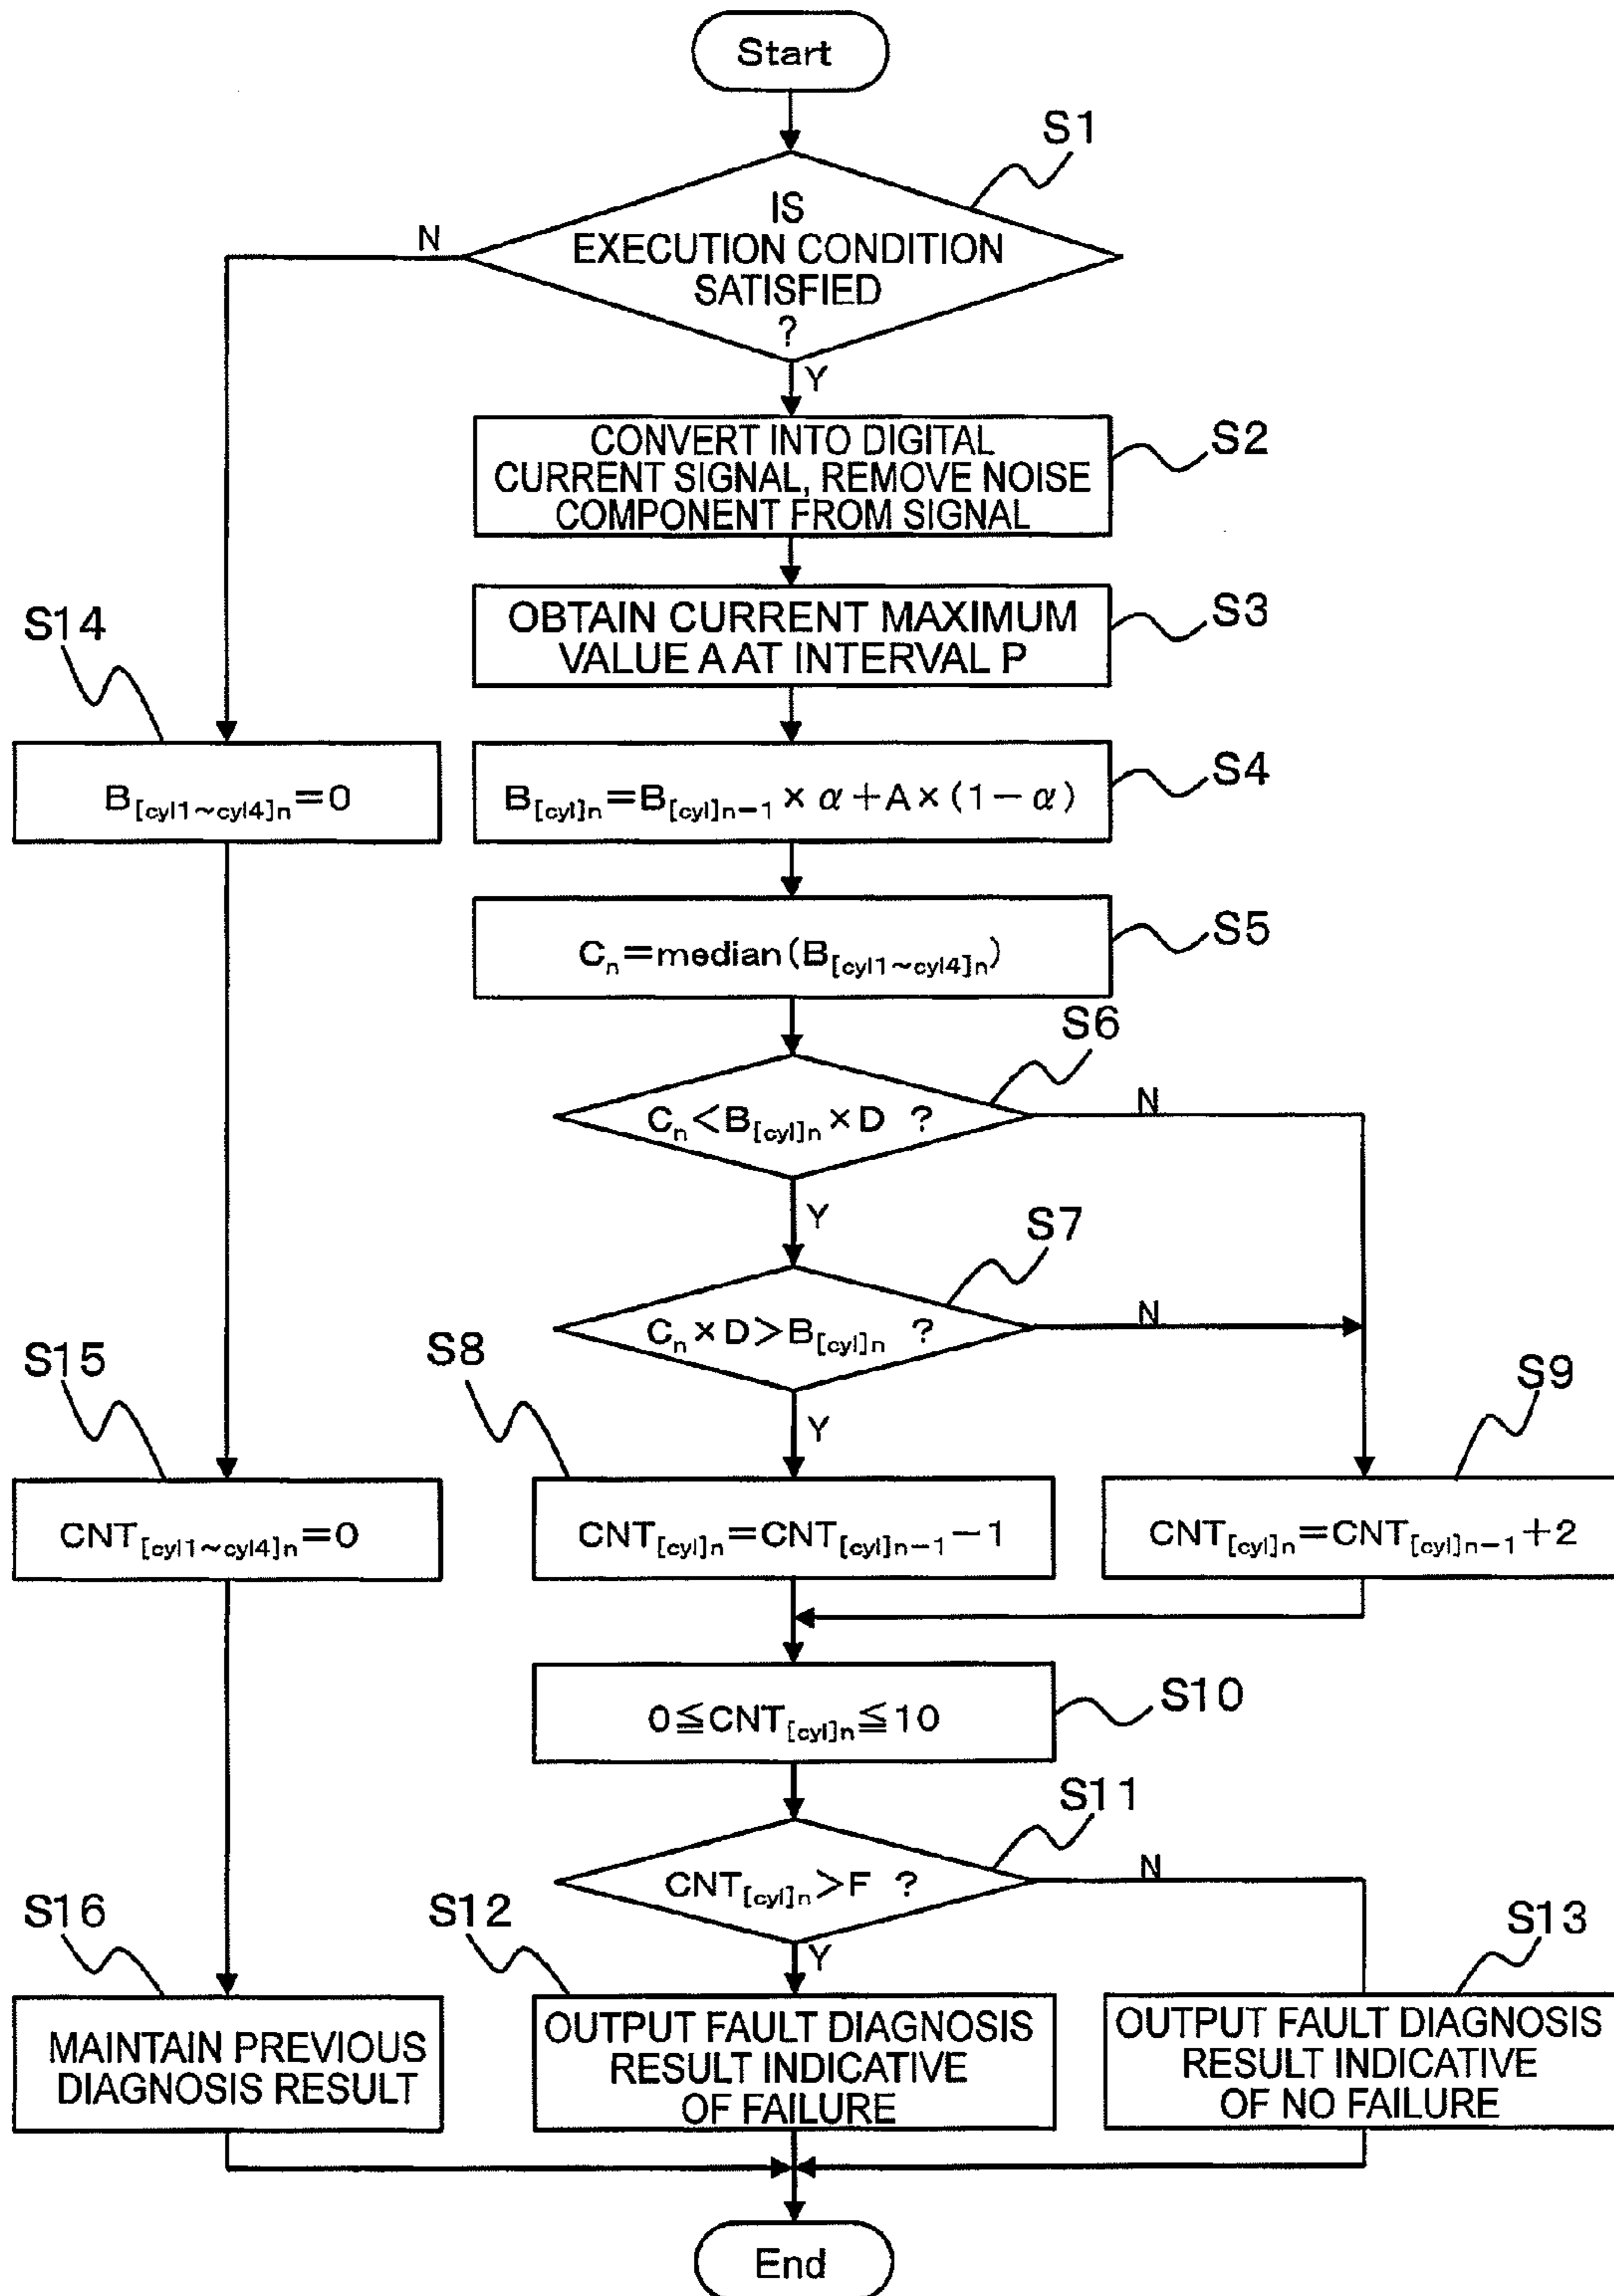 Start
S1
IS
EXECUTION CONDITION
SATISFIED
?
N
Y
CONVERT INTO DIGITAL
CURRENT SIGNAL, REMOVE NOISE
COMPONENT FROM SIGNAL
S2
OBTAIN CURRENT MAXIMUM
VALUE A AT INTERVAL P
S3
S14
B[cyl1~cyl4]n=0
B[cyl]n=B[cyl]n-1×α+A×(1-α)
S4
Cn=median(B[cyl1~cyl4]n)
S5
S6
Cn<B[cyl]n×D ?
N
Y
S7
Cn×D>B[cyl]n ?
N
Y
S15
CNT[cyl1~cyl4]n=0
S8
CNT[cyl]n=CNT[cyl]n-1-1
S9
CNT[cyl]n=CNT[cyl]n-1+2
0≦CNT[cyl]n≦10
S10
S11
CNT[cyl]n>F ?
N
Y
S16
MAINTAIN PREVIOUS
DIAGNOSIS RESULT
S12
OUTPUT FAULT DIAGNOSIS
RESULT INDICATIVE
OF FAILURE
S13
OUTPUT FAULT DIAGNOSIS
RESULT INDICATIVE
OF NO FAILURE
End